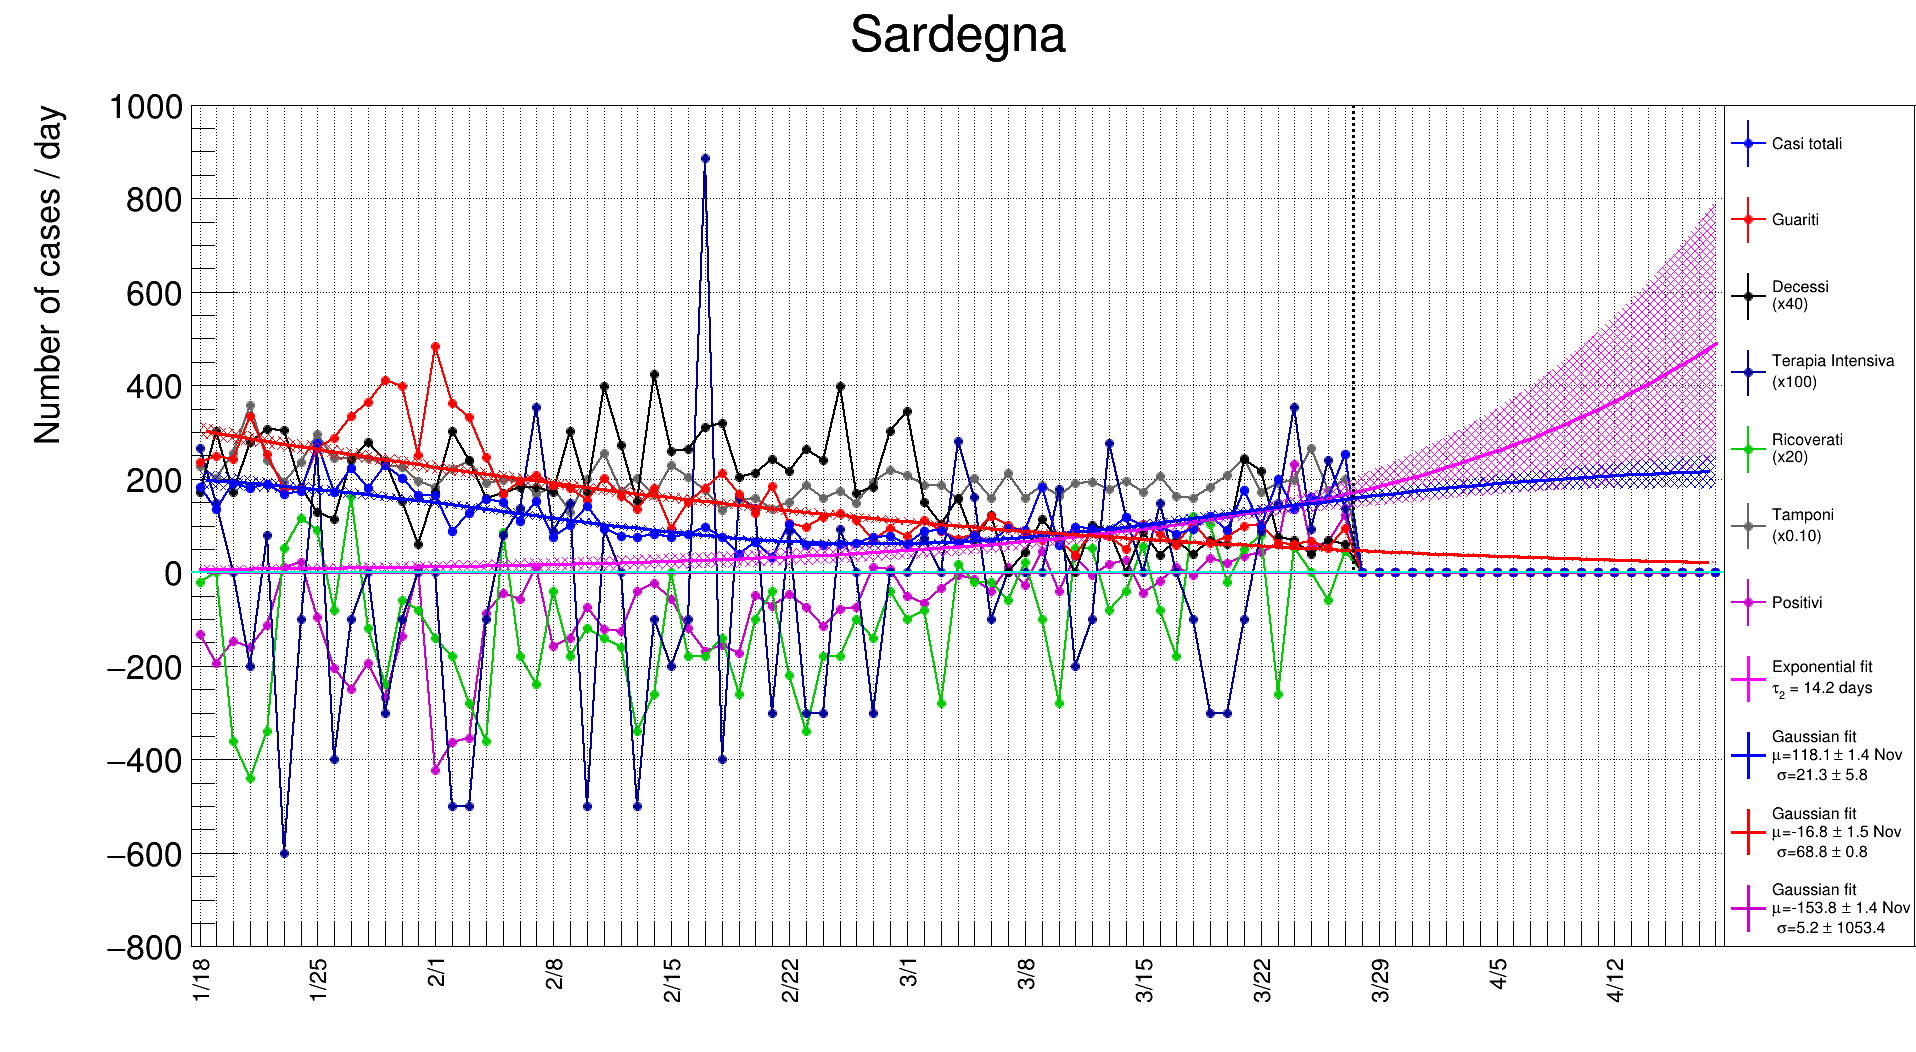 Sardegna
Number of cases / day
1000
800
600
400
200
0
−200
−400
−600
−800
1/18
1/25
2/1
2/8
2/15
2/22
3/1
3/8
3/15
3/22
3/29
4/5
4/12
Casi totali
Guariti
Decessi
(x40)
Terapia Intensiva
(x100)
Ricoverati
(x20)
Tamponi
(x0.10)
Positivi
Exponential fit
τ₂ = 14.2 days
Gaussian fit
μ=118.1 ± 1.4 Nov
σ=21.3 ± 5.8
Gaussian fit
μ=-16.8 ± 1.5 Nov
σ=68.8 ± 0.8
Gaussian fit
μ=-153.8 ± 1.4 Nov
σ=5.2 ± 1053.4